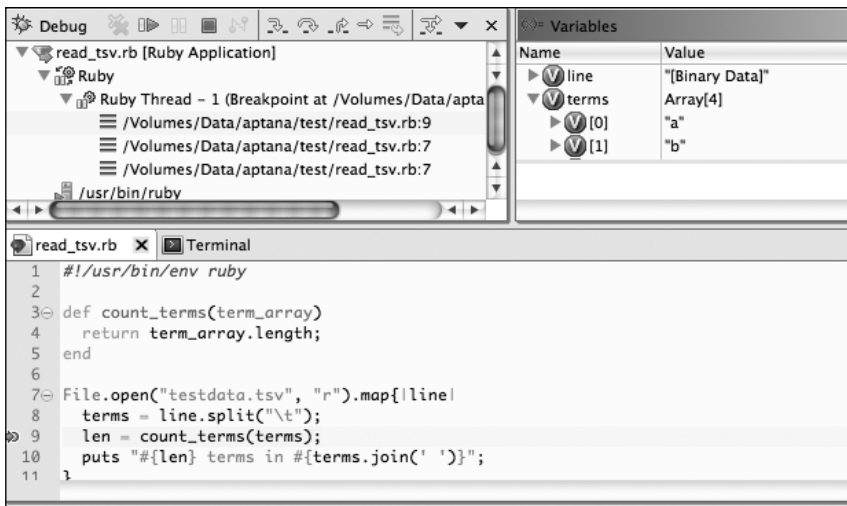 Debug
read_tsv.rb [Ruby Application]
Ruby
Ruby Thread – 1 (Breakpoint at /Volumes/Data/apta
/Volumes/Data/aptana/test/read_tsv.rb:9
/Volumes/Data/aptana/test/read_tsv.rb:7
/Volumes/Data/aptana/test/read_tsv.rb:7
/usr/bin/ruby
Variables
Name Value
line "[Binary Data]"
terms Array[4]
[0] "a"
[1] "b"
read_tsv.rb Terminal
1 #!/usr/bin/env ruby
2
3 def count_terms(term_array)
4 return term_array.length;
5 end
6
7 File.open("testdata.tsv", "r").map{|line|
8 terms = line.split("\t");
9 len = count_terms(terms);
10 puts "#{len} terms in #{terms.join(' ')}";
11 }